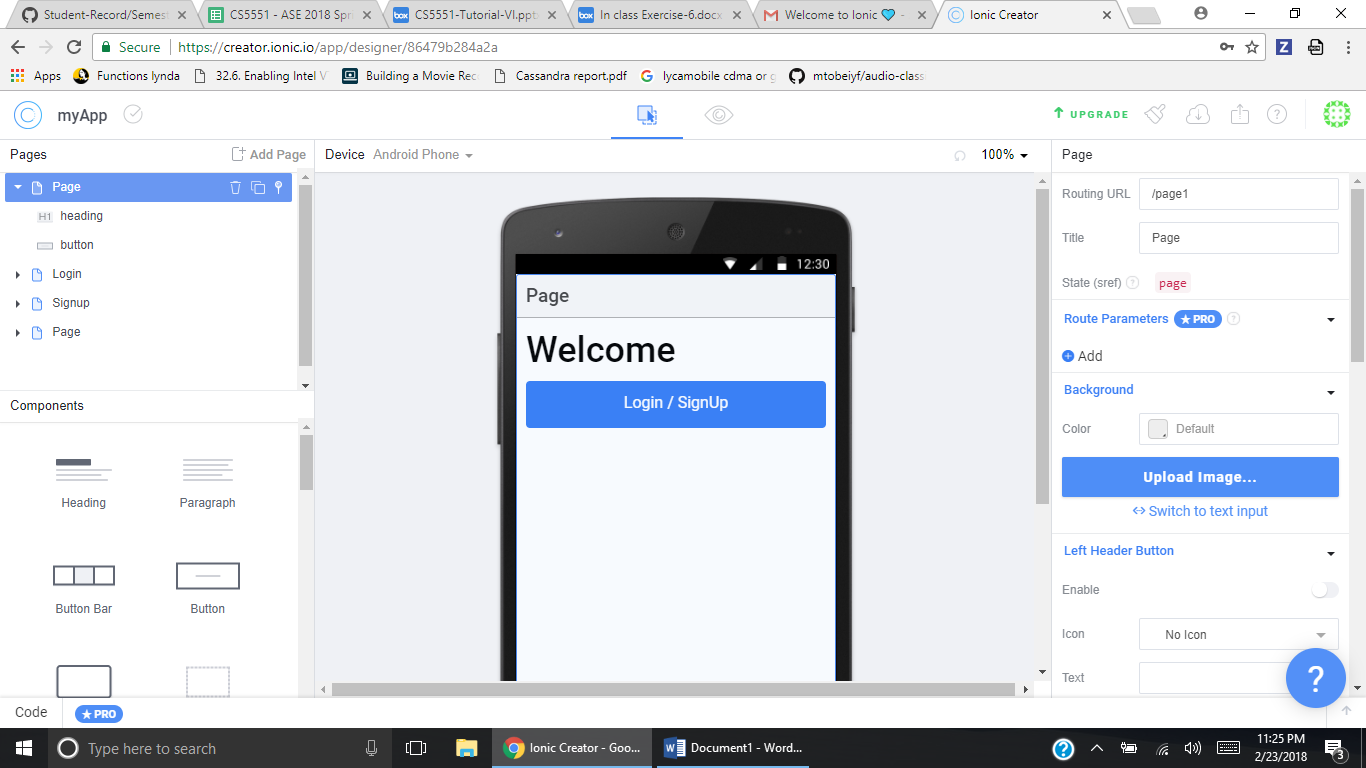 Student-Record/Semes
CS5551 - ASE 2018 Spri
CS5551-Tutorial-VI.ppt
In class Exercise-6.docx
Welcome to Ionic 💙 -
Ionic Creator
Secure https://creator.ionic.io/app/designer/86479b284a2a
Apps
Functions lynda
32.6. Enabling Intel V
Building a Movie Rec
Cassandra report.pdf
lycamobile cdma or g
mtobeiyf/audio-class
myApp
UPGRADE
Pages
Add Page
Device Android Phone
100%
Page
Page
H1 heading
button
Login
Signup
Page
Components
Heading
Paragraph
Button Bar
Button
12:30
Page
Welcome
Login / SignUp
Routing URL /page1
Title Page
State (sref) ? page
Route Parameters ★ PRO ?
Add
Background
Color Default
Upload Image...
Switch to text input
Left Header Button
Enable
Icon No Icon
Text
?
Code ★ PRO
Type here to search
Ionic Creator - Goo...
Document1 - Word...
11:25 PM
2/23/2018
3